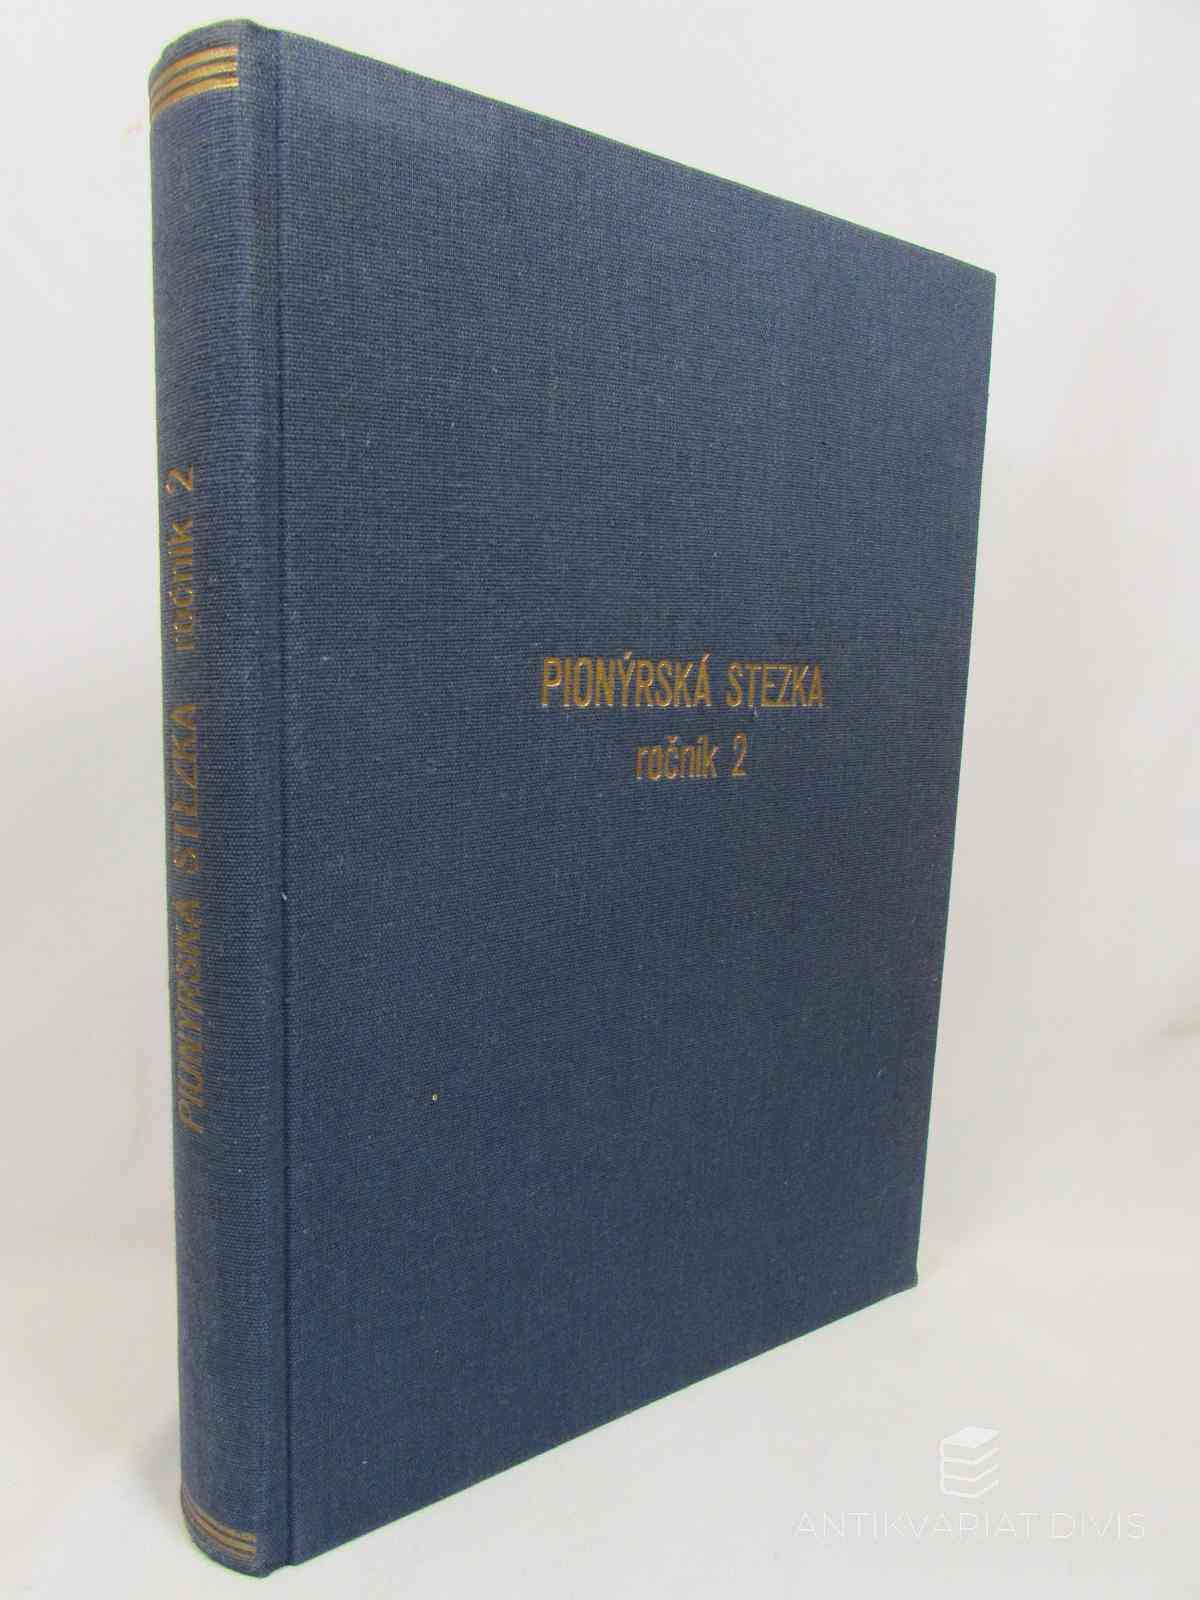 PIONÝRSKÁ STEZKA ročník 2
PIONÝRSKÁ STEZKA
ročník 2
ANTIKVARIAT DIVIS